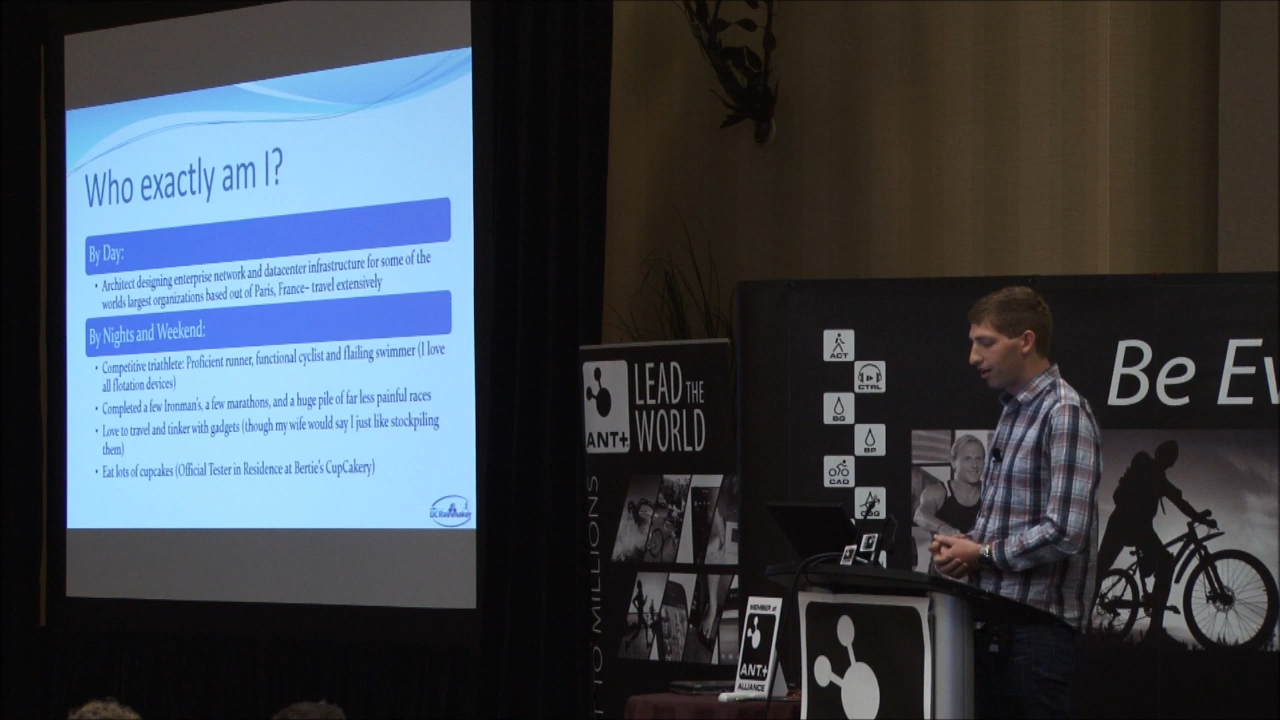 Who exactly am I?
By Day:
• Architect designing enterprise network and datacenter infrastructure for some of the
worlds largest organizations based out of Paris, France– travel extensively
By Nights and Weekend:
• Competitive triathlete: Proficient runner, functional cyclist and flailing swimmer (I love
all flotation devices)
• Completed a few Ironman's, a few marathons, and a huge pile of far less painful races
• Love to travel and tinker with gadgets (though my wife would say I just like stockpiling
them)
• Eat lots of cupcakes (Official Tester in Residence at Bertie's CupCakery)
DCRainmaker
ANT+
LEAD THE
WORLD
TO MILLIONS
ACT
CTRL
BG
BP
CAD
Be Ev
MEMBER of
ANT+
ALLIANCE